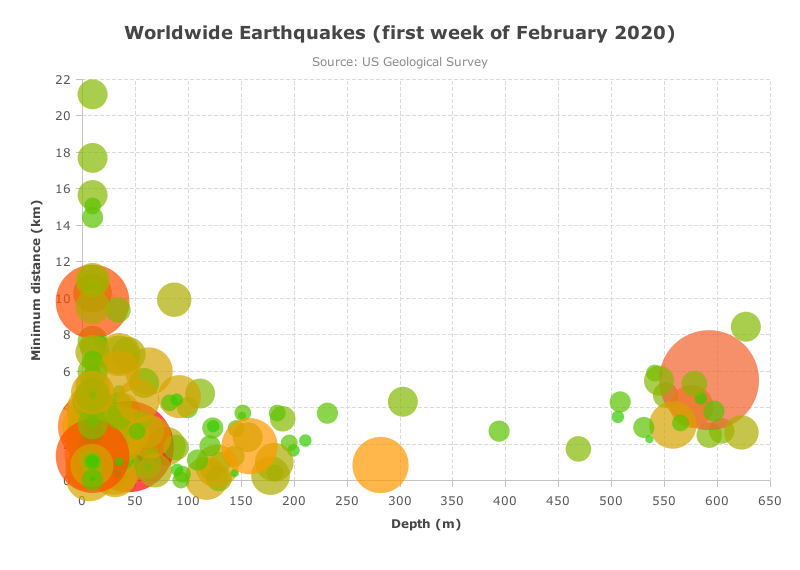 Worldwide Earthquakes (first week of February 2020)
Source: US Geological Survey
Minimum distance (km)
22
20
18
16
14
12
10
8
6
4
2
0
0 50 100 150 200 250 300 350 400 450 500 550 600 650
Depth (m)